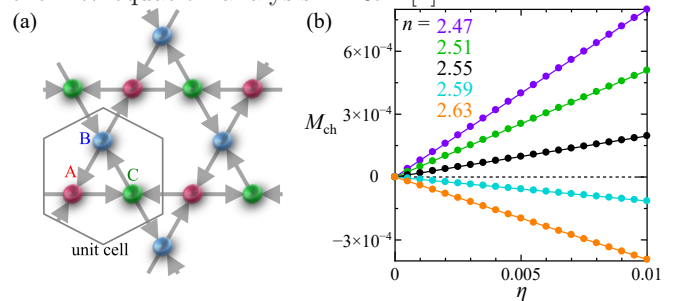 (a)
B
A
C
unit cell
(b)
n =
2.47
2.51
2.55
2.59
2.63
M_ch
6×10⁻⁴
3×10⁻⁴
0
−3×10⁻⁴
0
0.005
0.01
η